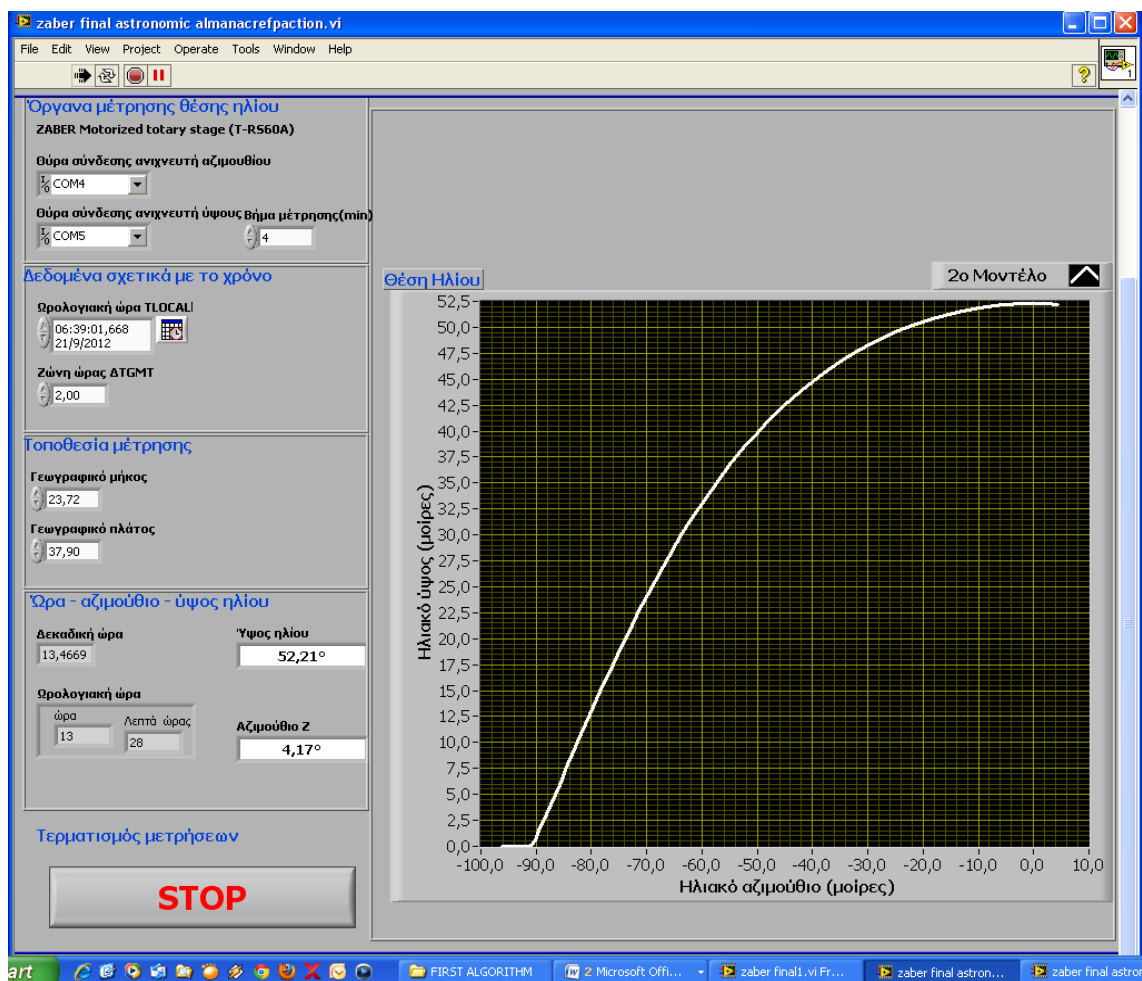 zaber final astronomic almanacrefpaction.vi
File Edit View Project Operate Tools Window Help
?
1
Όργανα μέτρησης θέσης ηλίου
ZABER Motorized totary stage (T-RS60A)
Θύρα σύνδεσης ανιχνευτή αζιμουθίου
COM4
Θύρα σύνδεσης ανιχνευτή ύψους Βήμα μέτρησης(min)
COM5 4
Δεδομένα σχετικά με το χρόνο
Ωρολογιακή ώρα TLOCAL
06:39:01,668
21/9/2012
Ζώνη ώρας ΔTGMT
2,00
Τοποθεσία μέτρησης
Γεωγραφικό μήκος
23,72
Γεωγραφικό πλάτος
37,90
Ώρα - αζιμούθιο - ύψος ηλίου
Δεκαδική ώρα Ύψος ηλίου
13,4669 52,21°
Ωρολογιακή ώρα
ώρα Λεπτά ώρας
13 28
Αζιμούθιο Z
4,17°
Τερματισμός μετρήσεων
STOP
Θέση Ηλίου 2ο Μοντέλο
52,5
50,0
47,5
45,0
42,5
40,0
37,5
35,0
32,5
30,0
27,5
25,0
22,5
20,0
17,5
15,0
12,5
10,0
7,5
5,0
2,5
0,0
Ηλιακό ύψος (μοίρες)
-100,0 -90,0 -80,0 -70,0 -60,0 -50,0 -40,0 -30,0 -20,0 -10,0 0,0 10,0
Ηλιακό αζιμούθιο (μοίρες)
art FIRST ALGORITHM 2 Microsoft Offi... zaber final1.vi Fr... zaber final astron... zaber final astror